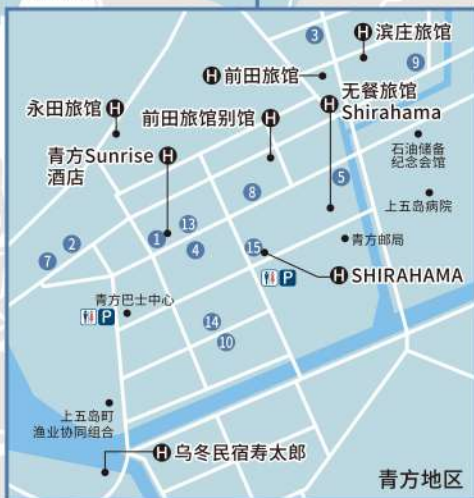 H 滨庄旅馆
3
9
H 前田旅馆
H 无餐旅馆
Shirahama
永田旅馆 H
前田旅馆别馆 H
石油储备
纪念会馆
青方Sunrise H
酒店
5
8
上五岛病院
13
1
4
15
青方邮局
2
7
P
H SHIRAHAMA
青方巴士中心
P
14
10
上五岛町
渔业协同组合
H 乌冬民宿寿太郎
青方地区